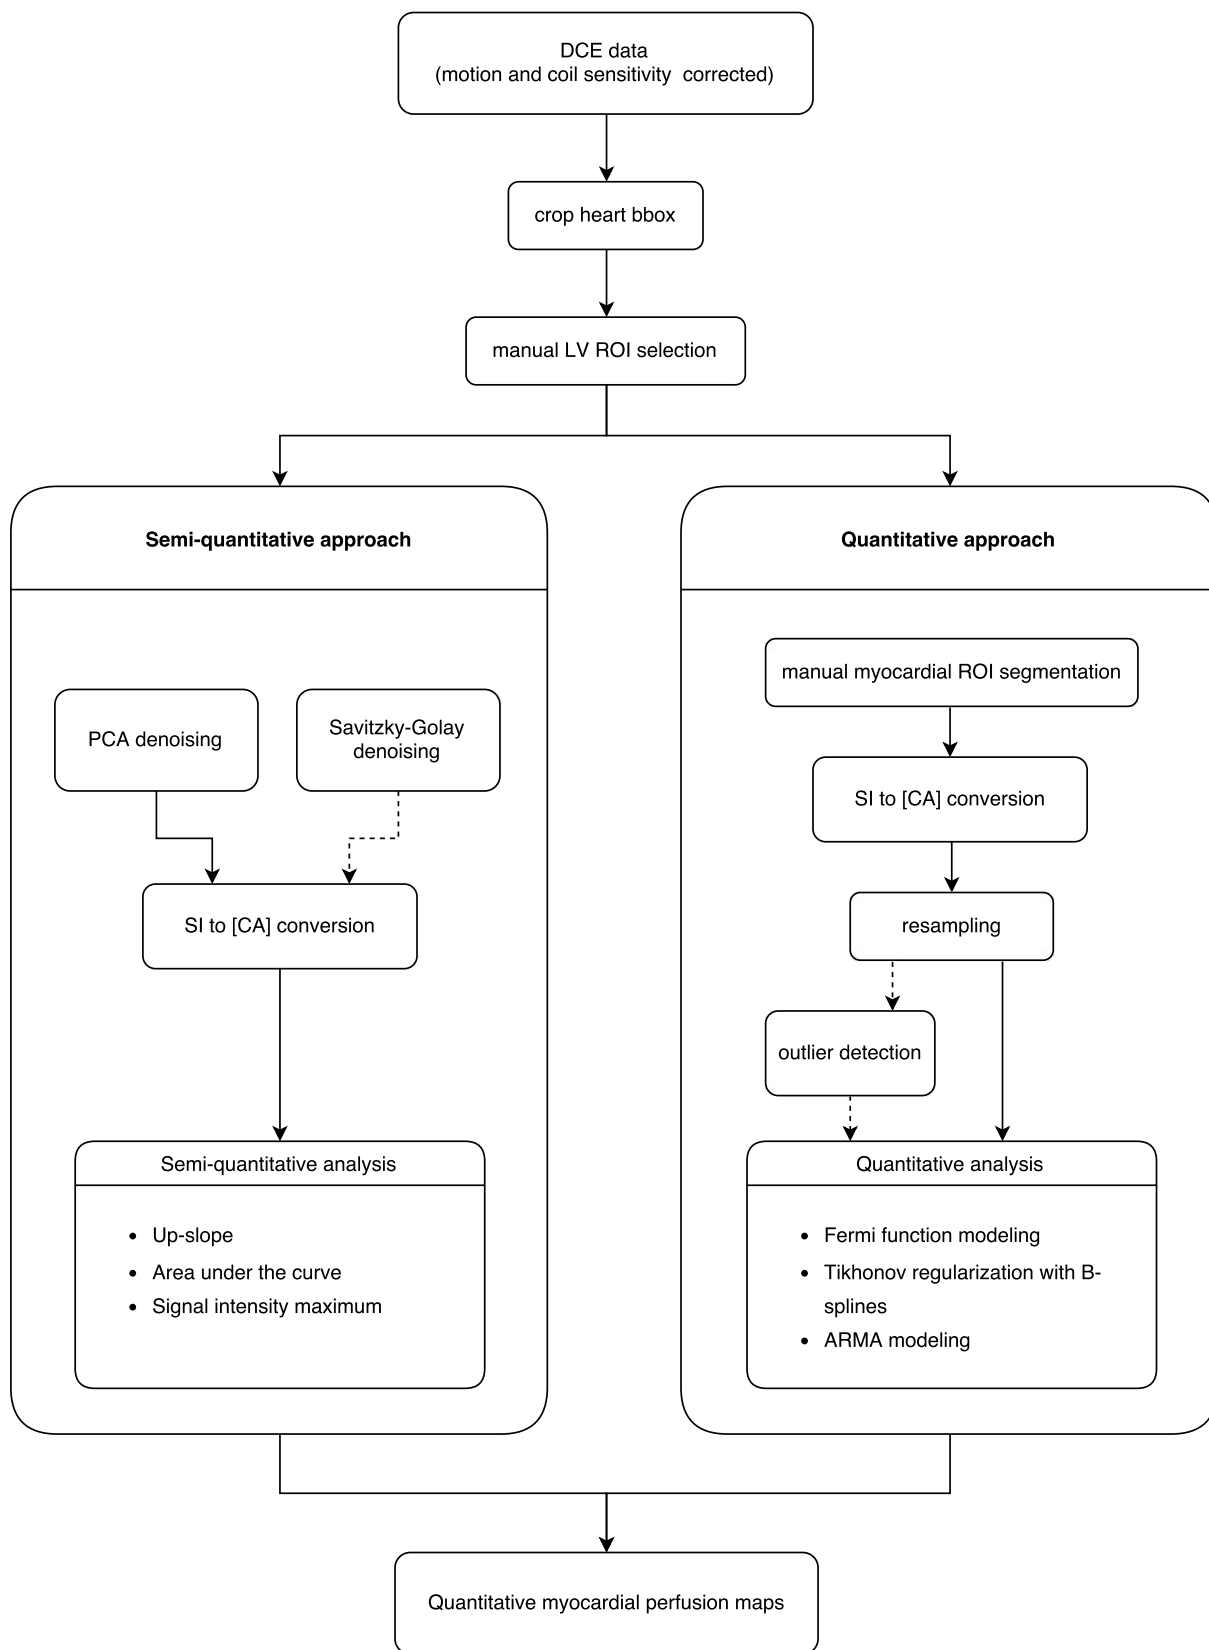 DCE data
(motion and coil sensitivity corrected)
crop heart bbox
manual LV ROI selection
Semi-quantitative approach
PCA denoising
Savitzky-Golay
denoising
SI to [CA] conversion
Semi-quantitative analysis
• Up-slope
• Area under the curve
• Signal intensity maximum
Quantitative approach
manual myocardial ROI segmentation
SI to [CA] conversion
resampling
outlier detection
Quantitative analysis
• Fermi function modeling
• Tikhonov regularization with B-
splines
• ARMA modeling
Quantitative myocardial perfusion maps